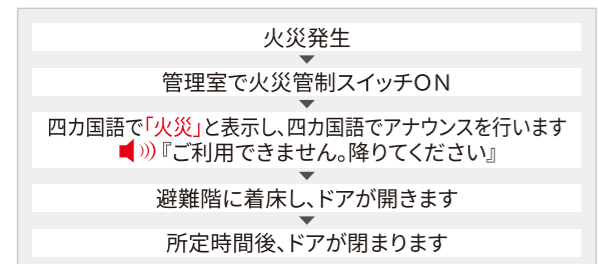 火災発生
管理室で火災管制スイッチON
四カ国語で「火災」と表示し、四カ国語でアナウンスを行います
『ご利用できません。降りてください』
避難階に着床し、ドアが開きます
所定時間後、ドアが閉まります